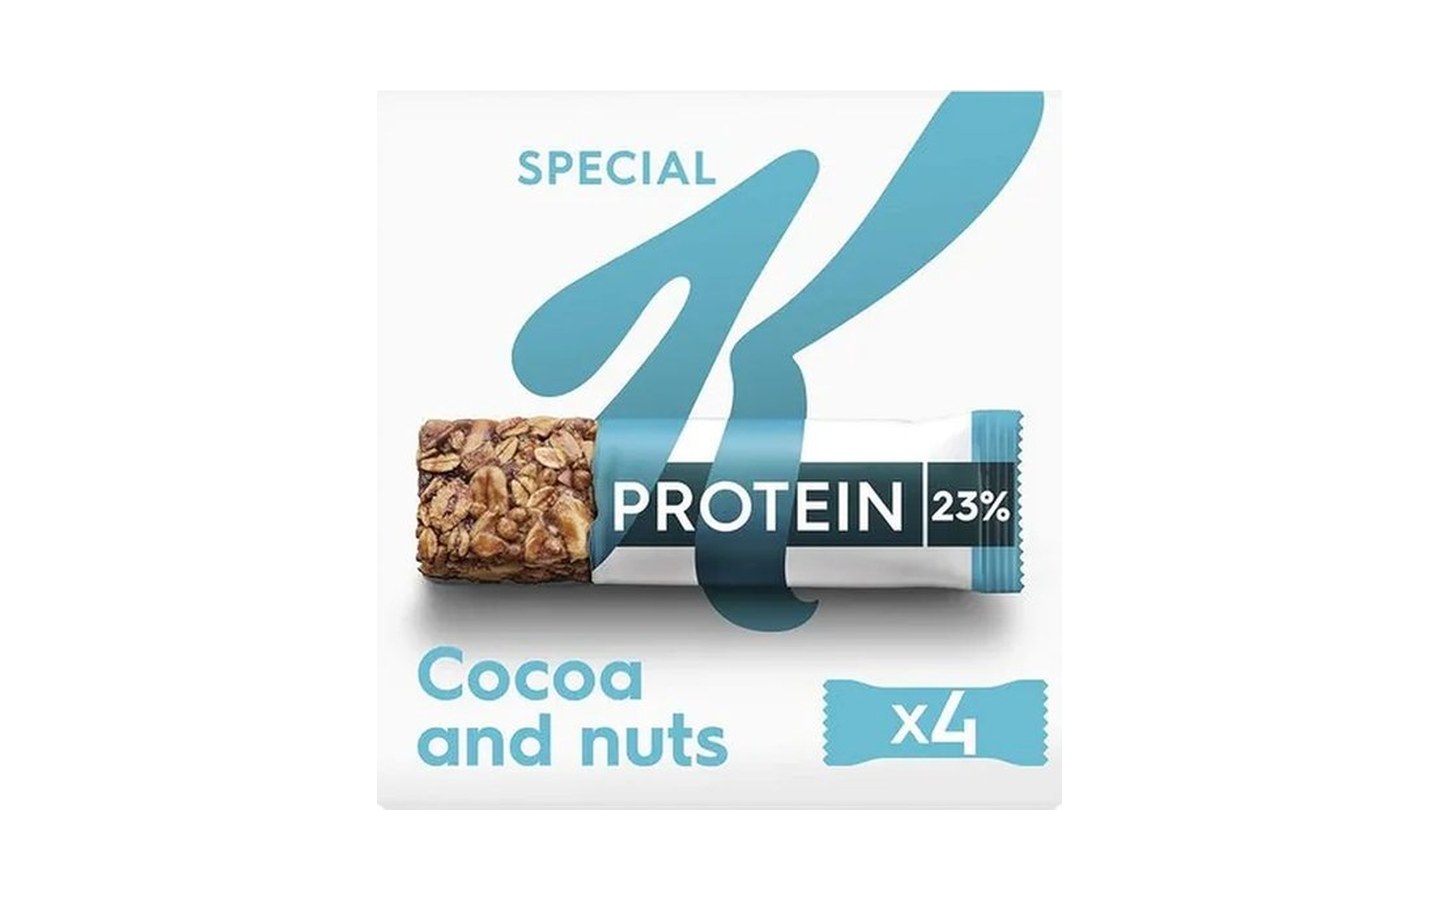 SPECIAL
K
PROTEIN 23%
Cocoa
and nuts
x4